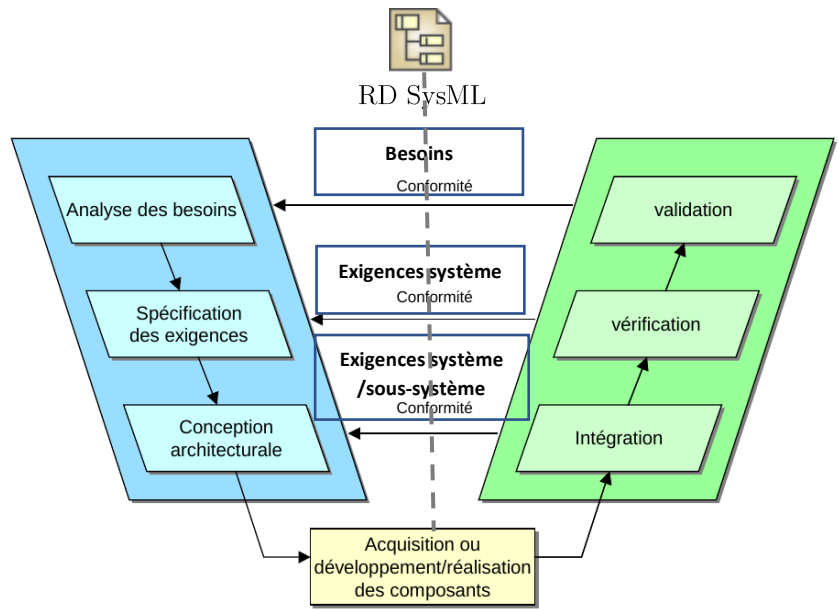 RD SysML
Besoins
Conformité
Analyse des besoins
validation
Exigences système
Conformité
Spécification
des exigences
vérification
Exigences système
/sous-système
Conformité
Conception
architecturale
Intégration
Acquisition ou
développement/réalisation
des composants